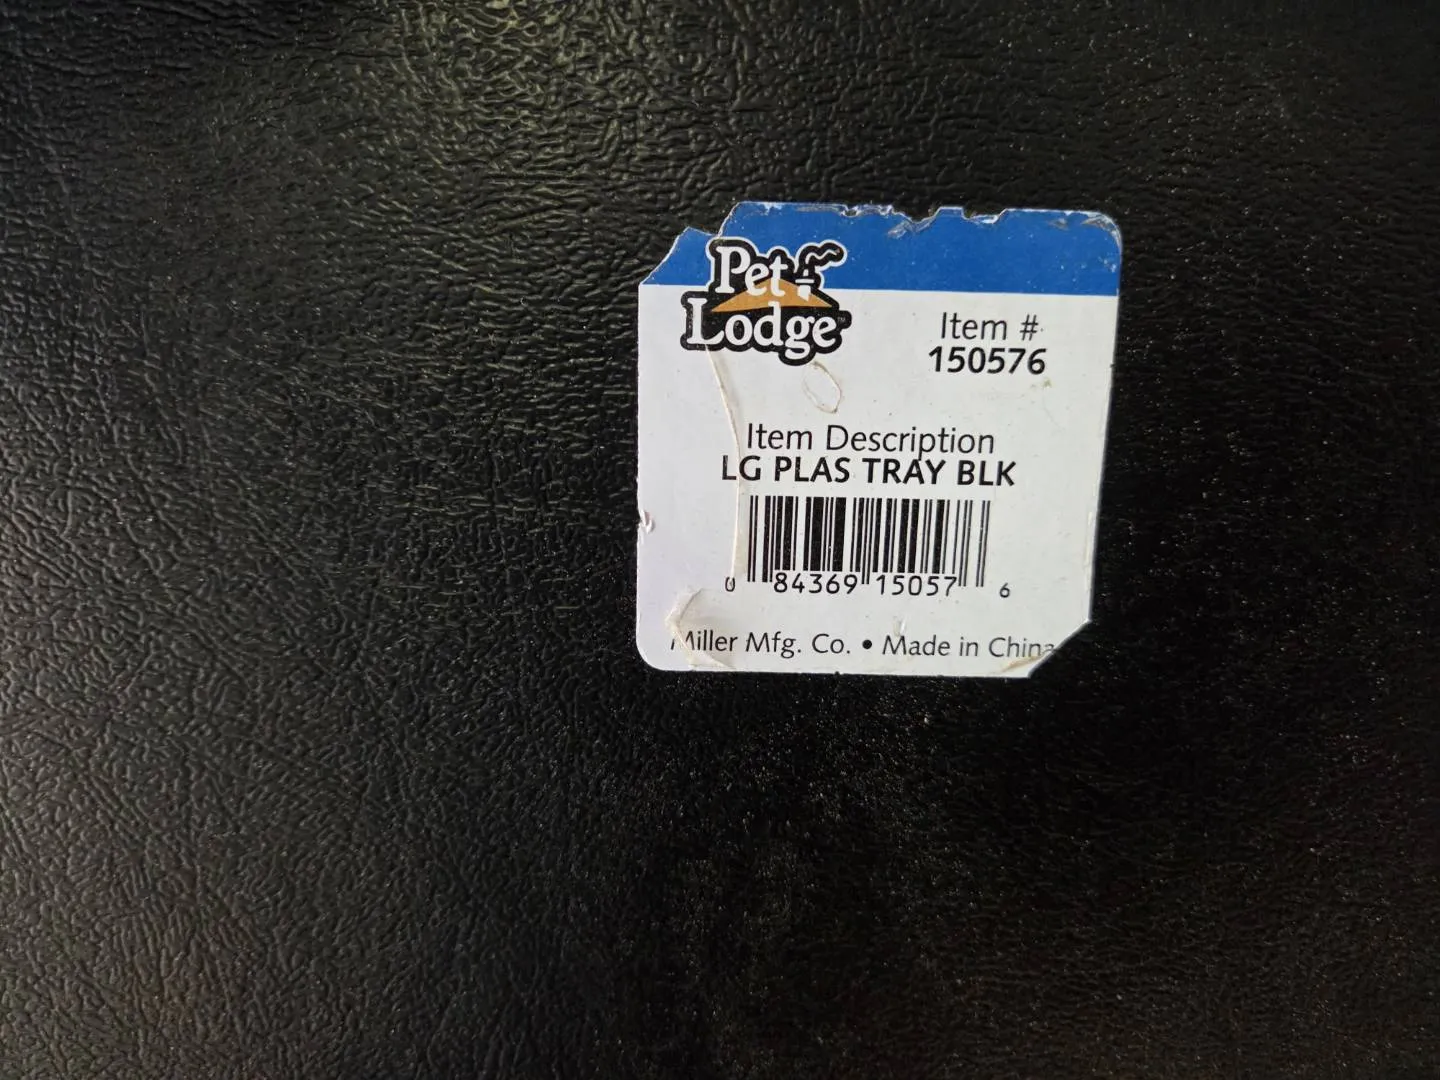 Pet
Lodge™
Item #
150576
Item Description
LG PLAS TRAY BLK
0 84369 15057 6
Miller Mfg. Co. • Made in China